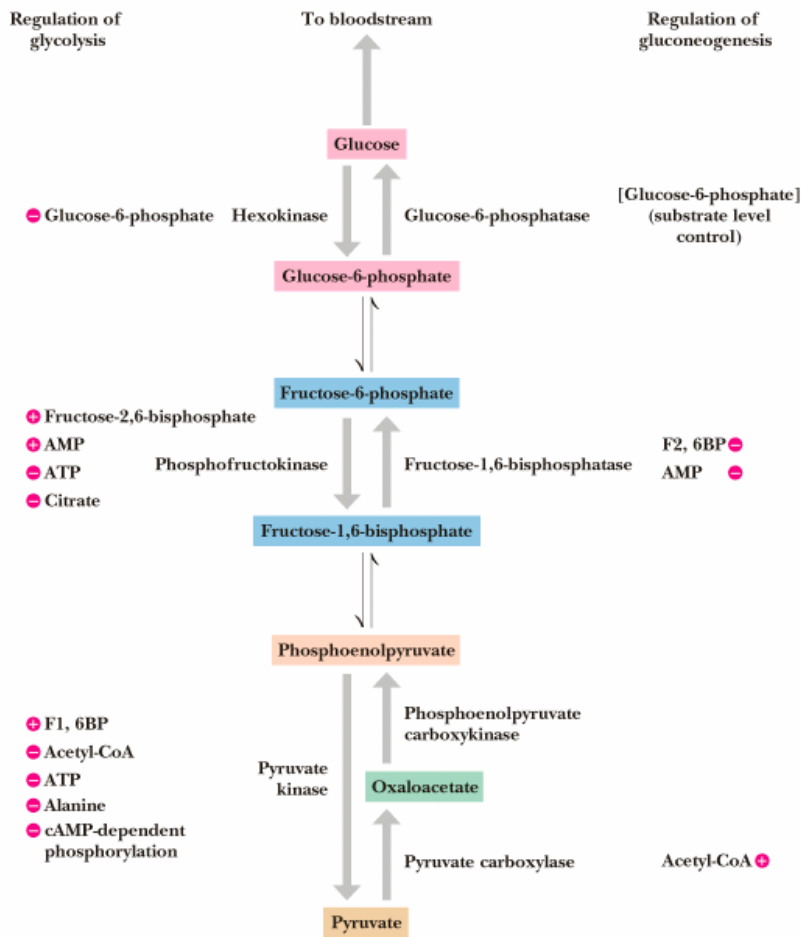 Regulation of
glycolysis
To bloodstream
Regulation of
gluconeogenesis
Glucose
− Glucose-6-phosphate
Hexokinase
Glucose-6-phosphatase
[Glucose-6-phosphate]
(substrate level
control)
Glucose-6-phosphate
Fructose-6-phosphate
+ Fructose-2,6-bisphosphate
+ AMP
− ATP
− Citrate
Phosphofructokinase
Fructose-1,6-bisphosphatase
F2, 6BP −
AMP −
Fructose-1,6-bisphosphate
Phosphoenolpyruvate
+ F1, 6BP
− Acetyl-CoA
− ATP
− Alanine
− cAMP-dependent
phosphorylation
Pyruvate
kinase
Phosphoenolpyruvate
carboxykinase
Oxaloacetate
Pyruvate carboxylase
Acetyl-CoA +
Pyruvate